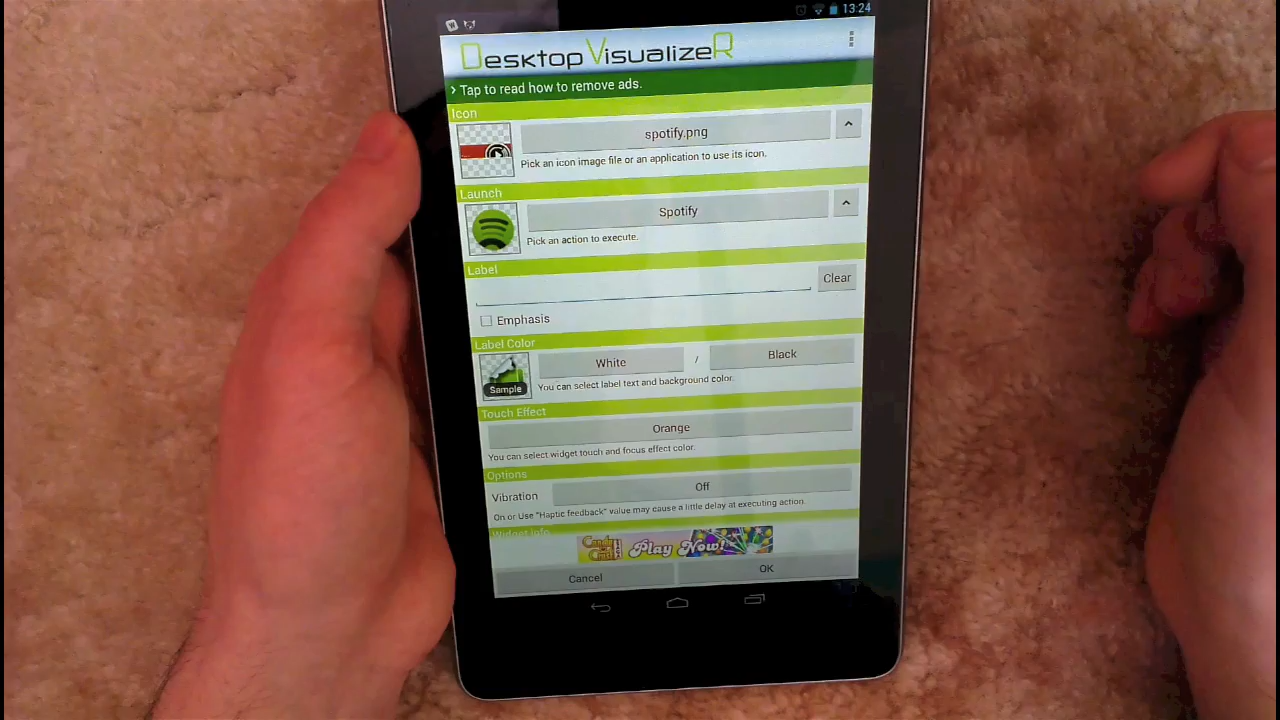 13:24
Desktop VisualizeR
> Tap to read how to remove ads.
Icon
spotify.png
Pick an icon image file or an application to use its icon.
Launch
Spotify
Pick an action to execute.
Label
Clear
Emphasis
Label Color
White / Black
Sample
You can select label text and background color.
Touch Effect
Orange
You can select widget touch and focus effect color.
Options
Vibration Off
On or Use "Haptic feedback" value may cause a little delay at executing action.
Widget Info
Play Now!
Cancel OK